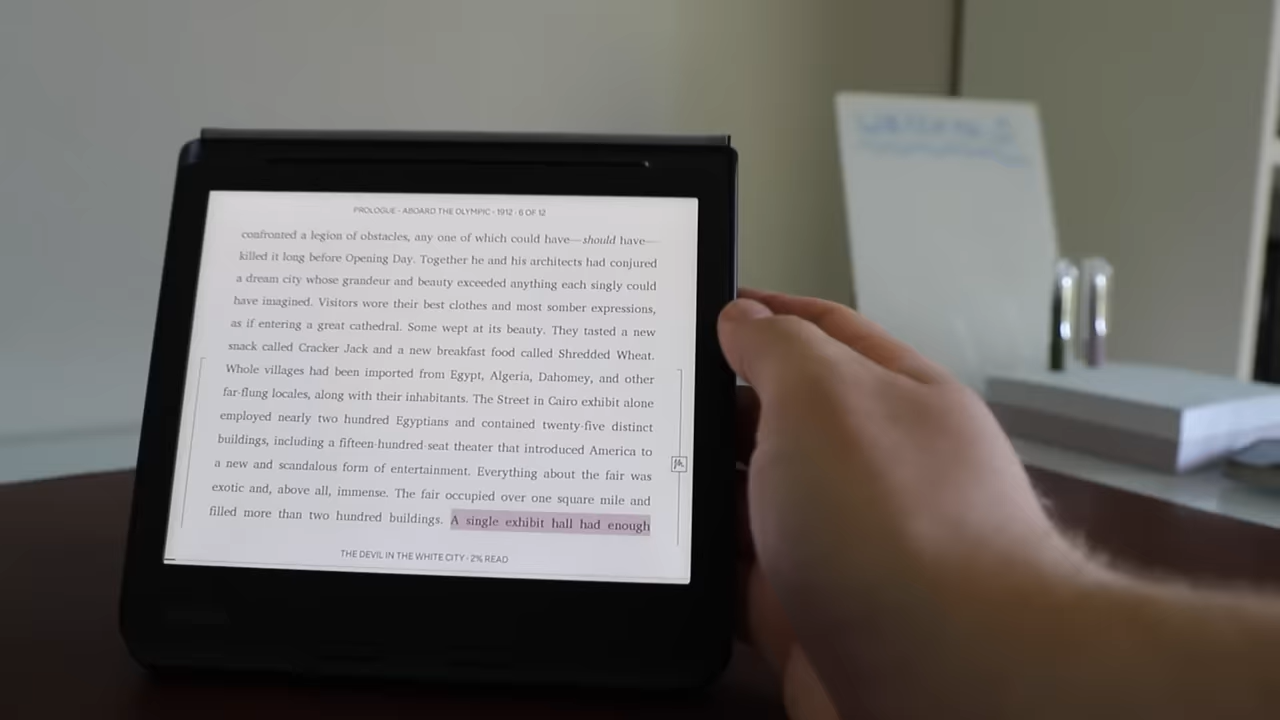 PROLOGUE - ABOARD THE OLYMPIC - 1912 · 6 OF 12
confronted a legion of obstacles, any one of which could have—should have—
killed it long before Opening Day. Together he and his architects had conjured
a dream city whose grandeur and beauty exceeded anything each singly could
have imagined. Visitors wore their best clothes and most somber expressions,
as if entering a great cathedral. Some wept at its beauty. They tasted a new
snack called Cracker Jack and a new breakfast food called Shredded Wheat.
Whole villages had been imported from Egypt, Algeria, Dahomey, and other
far-flung locales, along with their inhabitants. The Street in Cairo exhibit alone
employed nearly two hundred Egyptians and contained twenty-five distinct
buildings, including a fifteen-hundred-seat theater that introduced America to
a new and scandalous form of entertainment. Everything about the fair was
exotic and, above all, immense. The fair occupied over one square mile and
filled more than two hundred buildings. A single exhibit hall had enough
THE DEVIL IN THE WHITE CITY · 2% READ